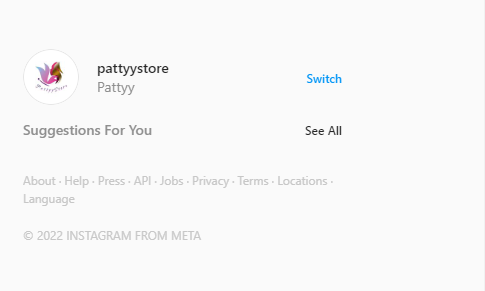 pattyystore
Switch
Pattyy
Suggestions For You
See All
About · Help · Press · API · Jobs · Privacy · Terms · Locations ·
Language
© 2022 INSTAGRAM FROM META